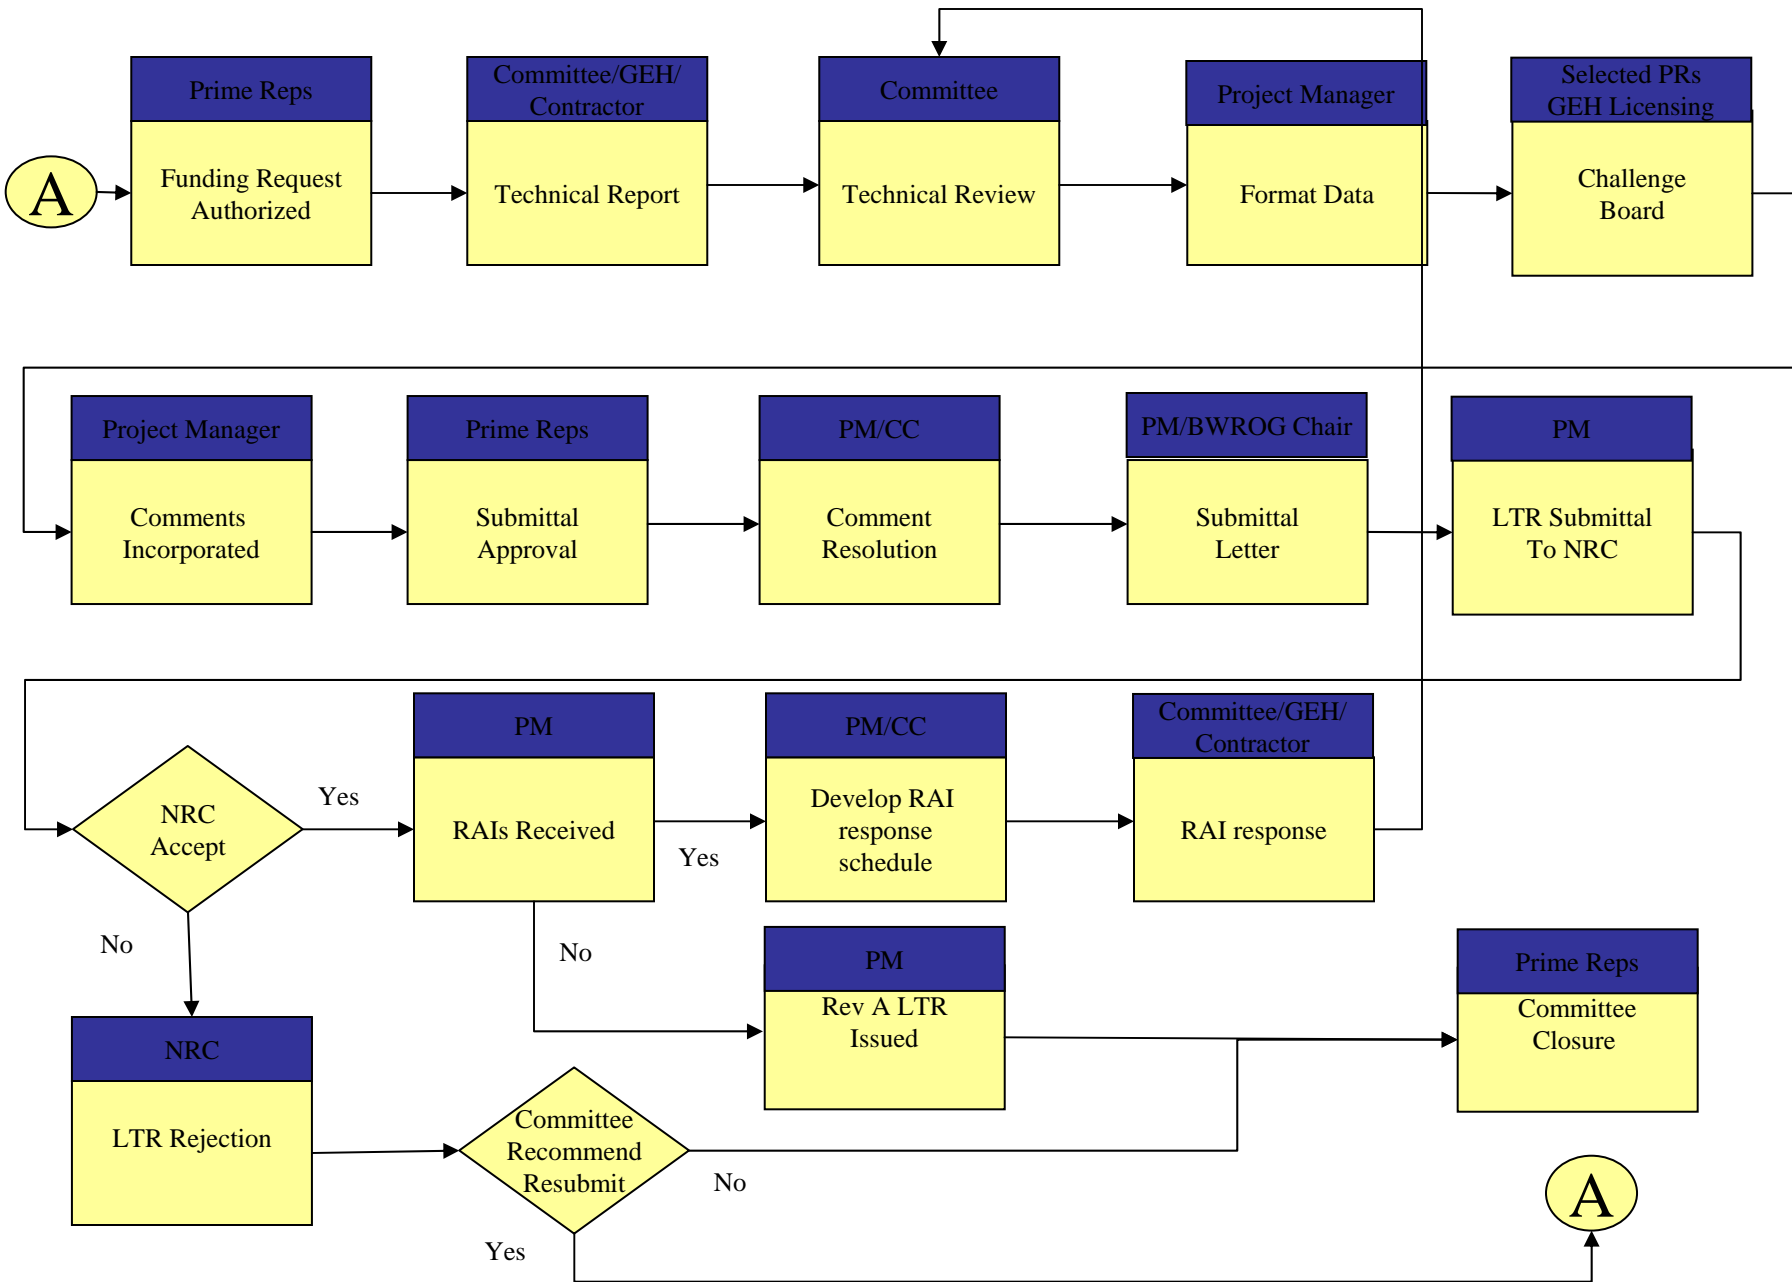 A
Prime Reps
Funding Request
Authorized
Committee/GEH/
Contractor
Technical Report
Committee
Technical Review
Project Manager
Format Data
Selected PRs
GEH Licensing
Challenge
Board
Project Manager
Comments
Incorporated
Prime Reps
Submittal
Approval
PM/CC
Comment
Resolution
PM/BWROG Chair
Submittal
Letter
PM
LTR Submittal
To NRC
NRC
Accept
Yes
No
PM
RAIs Received
Yes
No
PM/CC
Develop RAI
response
schedule
Committee/GEH/
Contractor
RAI response
PM
Rev A LTR
Issued
Prime Reps
Committee
Closure
NRC
LTR Rejection
Committee
Recommend
Resubmit
No
Yes
A